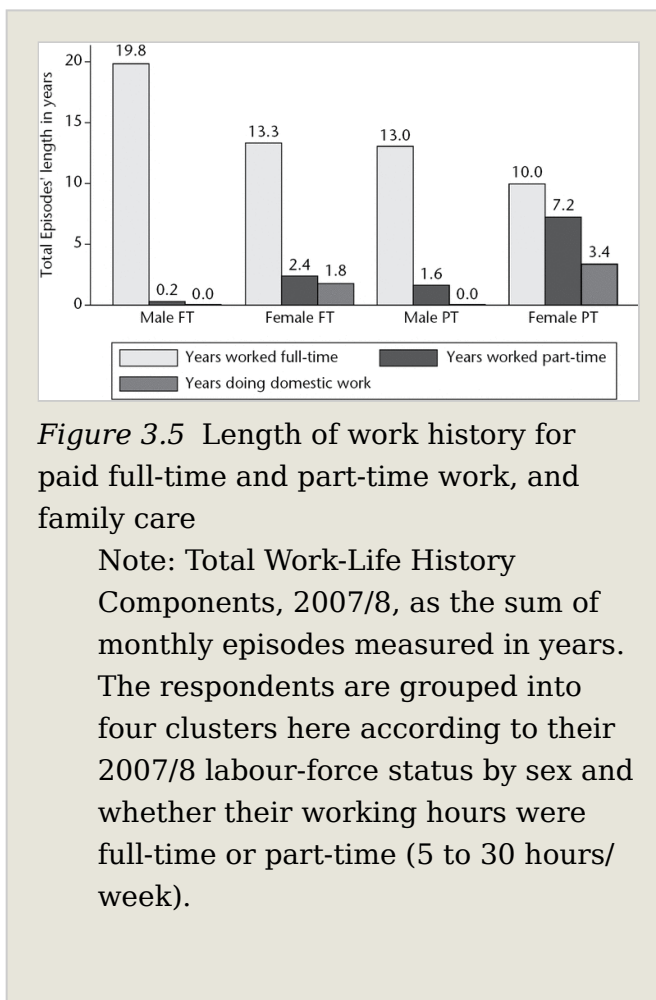 Total Episodes' length in years
20
15
10
5
0
19.8
0.2
0.0
13.3
2.4
1.8
13.0
1.6
0.0
10.0
7.2
3.4
Male FT
Female FT
Male PT
Female PT
Years worked full-time
Years worked part-time
Years doing domestic work
Figure 3.5 Length of work history for
paid full-time and part-time work, and
family care
Note: Total Work-Life History
Components, 2007/8, as the sum of
monthly episodes measured in years.
The respondents are grouped into
four clusters here according to their
2007/8 labour-force status by sex and
whether their working hours were
full-time or part-time (5 to 30 hours/
week).